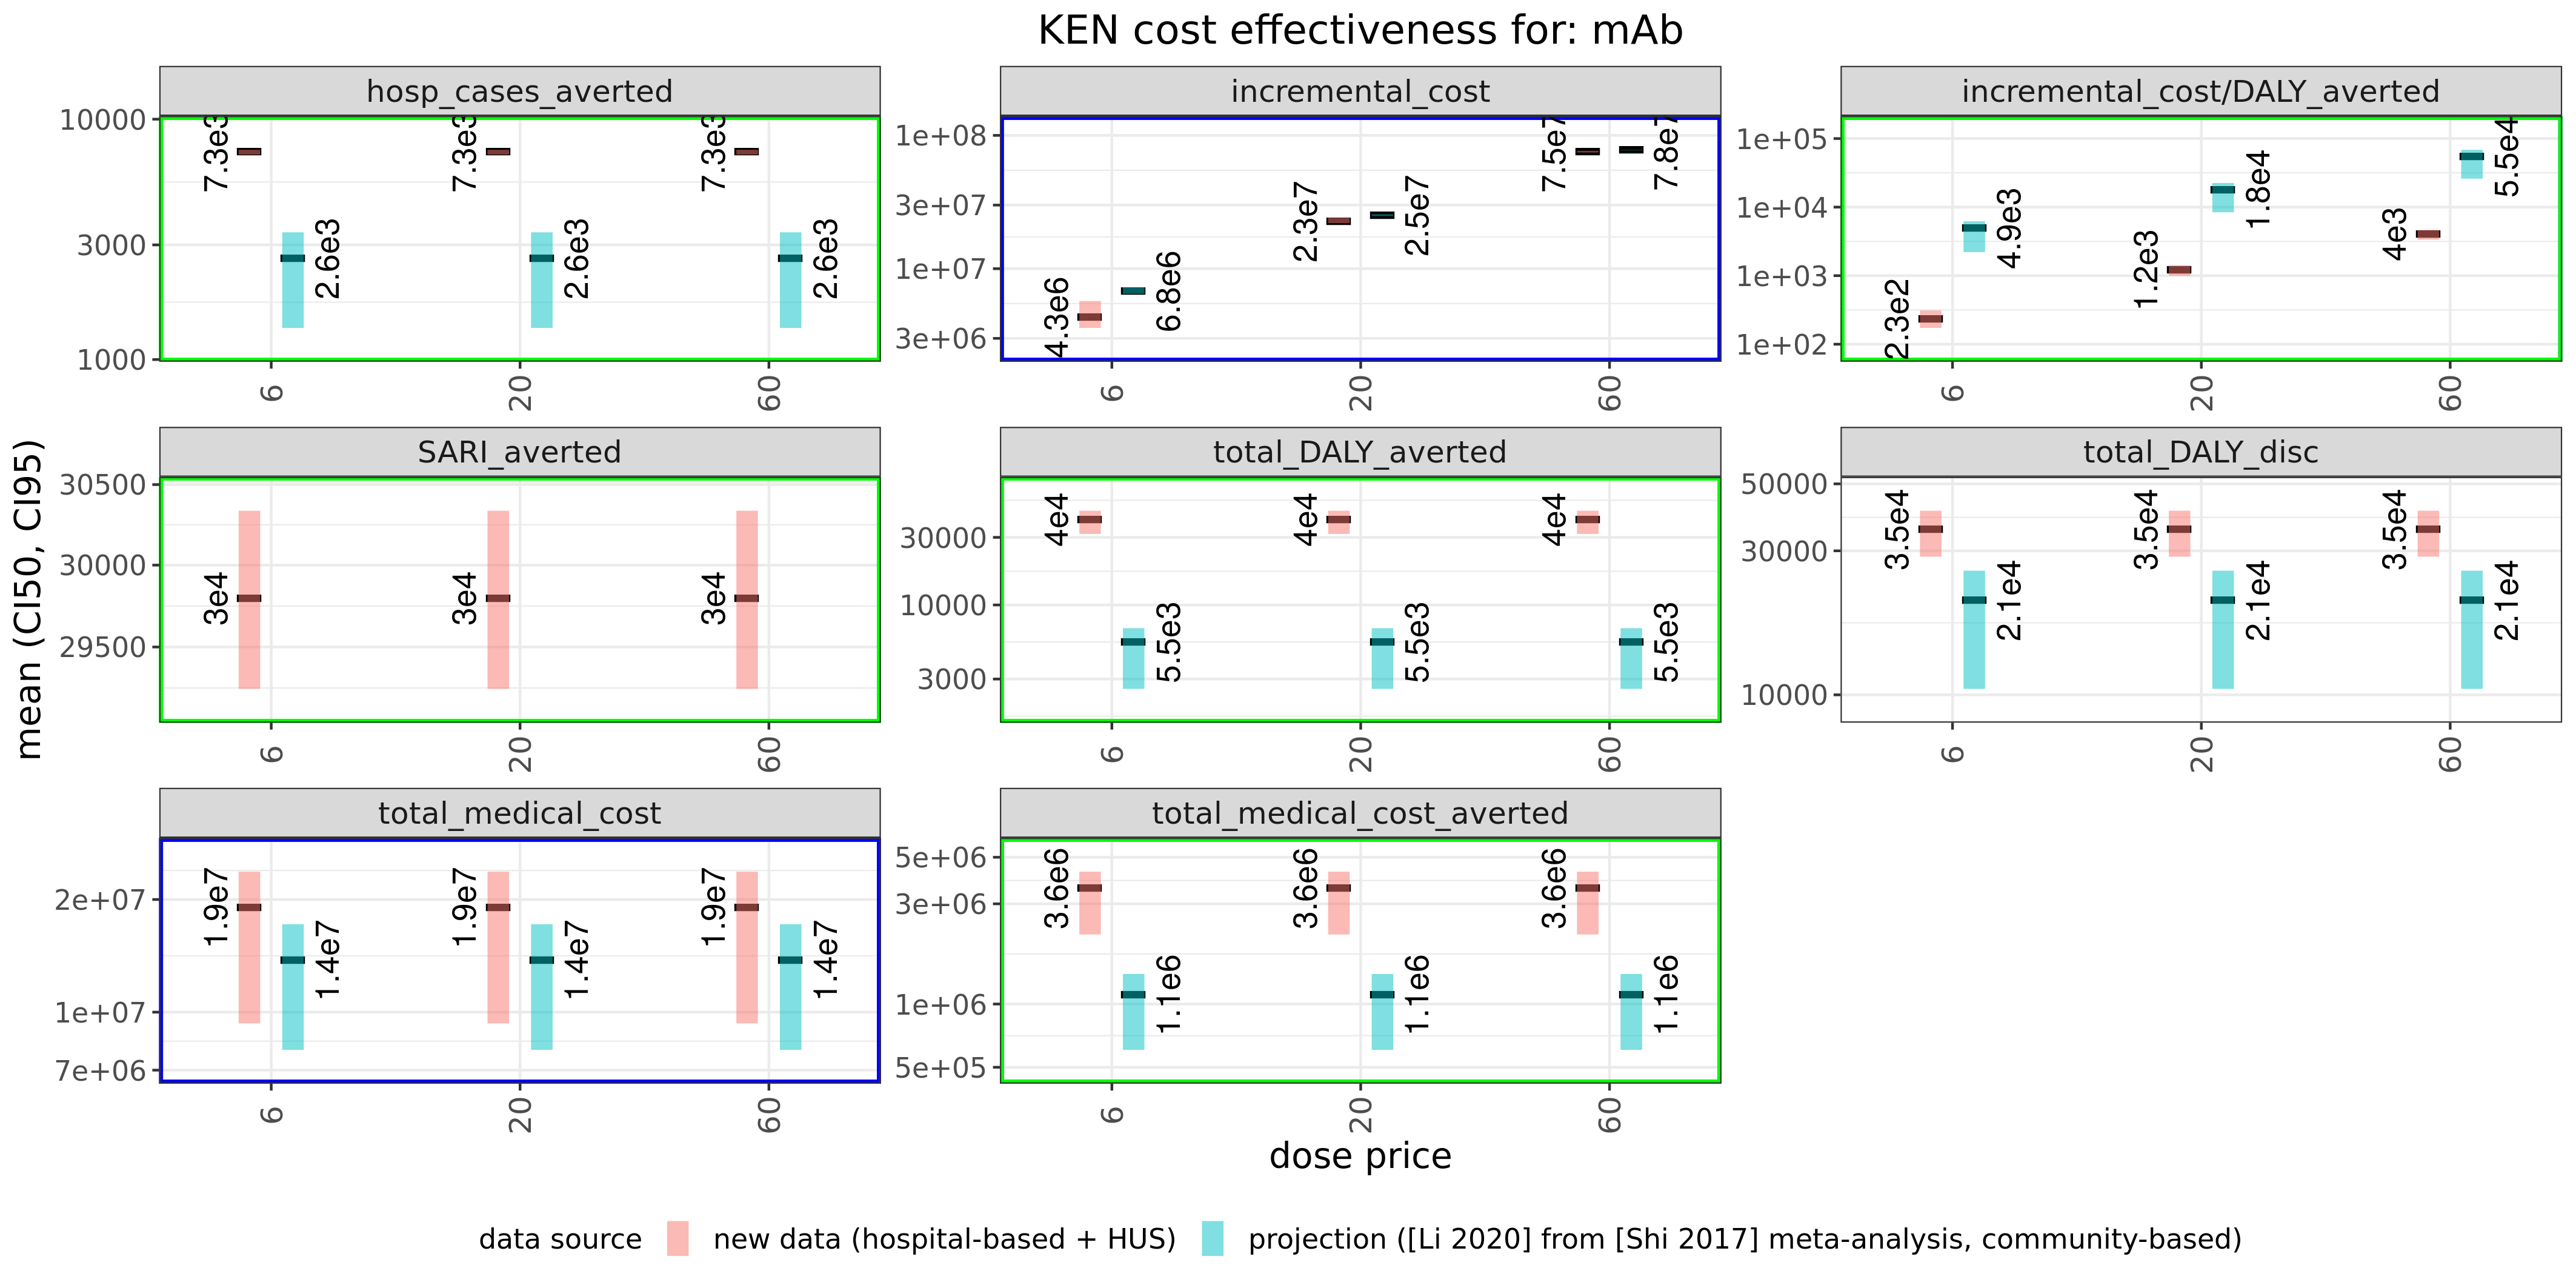 KEN cost effectiveness for: mAb
mean (CI50, CI95)
hosp_cases_averted
10000
3000
1000
7.3e3
2.6e3
7.3e3
2.6e3
7.3e3
2.6e3
6
20
60
incremental_cost
1e+08
3e+07
1e+07
3e+06
4.3e6
6.8e6
2.3e7
2.5e7
7.5e7
7.8e7
6
20
60
incremental_cost/DALY_averted
1e+05
1e+04
1e+03
1e+02
2.3e2
4.9e3
1.2e3
1.8e4
4e3
5.5e4
6
20
60
SARI_averted
30500
30000
29500
3e4
3e4
3e4
6
20
60
total_DALY_averted
30000
10000
3000
4e4
5.5e3
4e4
5.5e3
4e4
5.5e3
6
20
60
total_DALY_disc
50000
30000
10000
3.5e4
2.1e4
3.5e4
2.1e4
3.5e4
2.1e4
6
20
60
total_medical_cost
2e+07
1e+07
7e+06
1.9e7
1.4e7
1.9e7
1.4e7
1.9e7
1.4e7
6
20
60
total_medical_cost_averted
5e+06
3e+06
1e+06
5e+05
3.6e6
1.1e6
3.6e6
1.1e6
3.6e6
1.1e6
6
20
60
dose price
data source new data (hospital-based + HUS) projection ([Li 2020] from [Shi 2017] meta-analysis, community-based)